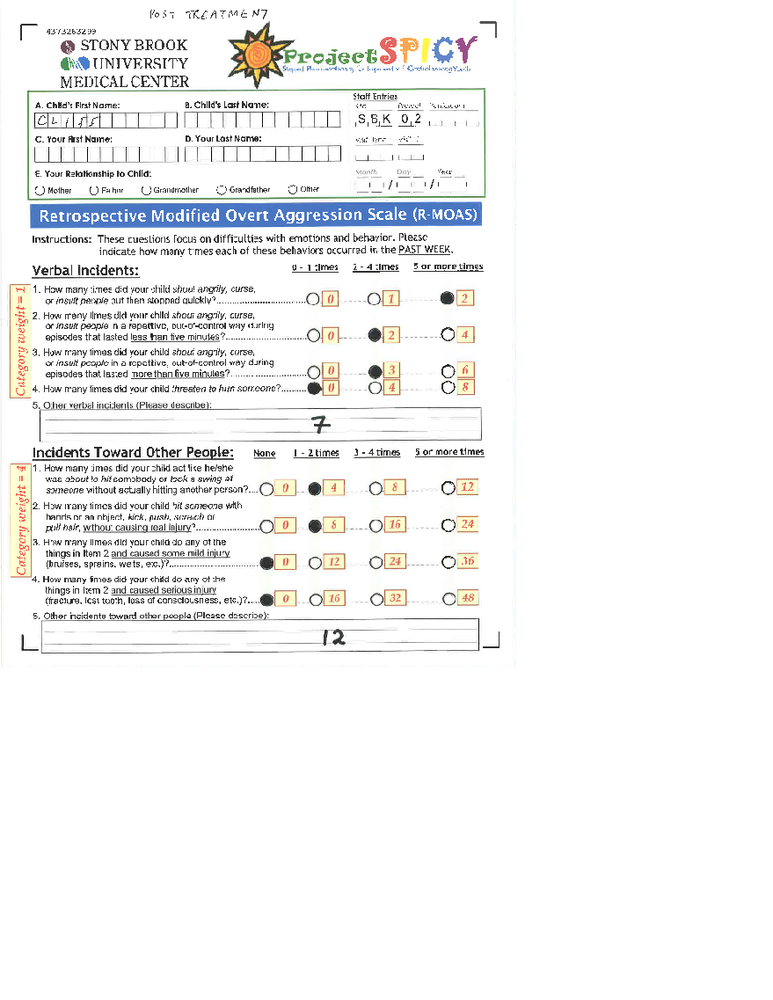 POST TREATMENT
4373263299
STONY BROOK
UNIVERSITY
MEDICAL CENTER
ProjectSPICY
A. Child's First Name:
B. Child's Last Name:
Staff Entries
CLIFF
S B K 0 2
C. Your First Name:
D. Your Last Name:
E. Your Relationship to Child:
Month Day Year
Mother Father Grandmother Grandfather Other
Retrospective Modified Overt Aggression Scale (R-MOAS)
Instructions: These questions focus on difficulties with emotions and behavior. Please
indicate how many times each of these behaviors occurred in the PAST WEEK.
Verbal Incidents:
0 - 1 times 2 - 4 times 5 or more times
Category weight = 1
1. How many times did your child shout angrily, curse,
or insult people but then stopped quickly? 0 1 2
2. How many times did your child shout angrily, curse,
or insult people in a repetitive, out-of-control way during
episodes that lasted less than five minutes? 0 2 4
3. How many times did your child shout angrily, curse,
or insult people in a repetitive, out-of-control way during
episodes that lasted more than five minutes? 0 3 6
4. How many times did your child threaten to hurt someone? 0 4 8
5. Other verbal incidents (Please describe):
7
Incidents Toward Other People:
None 1 - 2 times 3 - 4 times 5 or more times
Category weight = 4
1. How many times did your child act like he/she
was about to hit somebody or took a swing at
someone without actually hitting another person? 0 4 8 12
2. How many times did your child hit someone with
hands or an object, kick, push, scratch or
pull hair, without causing real injury? 0 8 16 24
3. How many times did your child do any of the
things in Item 2 and caused some mild injury
(bruises, sprains, welts, etc.)? 0 12 24 36
4. How many times did your child do any of the
things in Item 2 and caused serious injury
(fracture, lost tooth, loss of consciousness, etc.)? 0 16 32 48
5. Other incidents toward other people (Please describe):
12